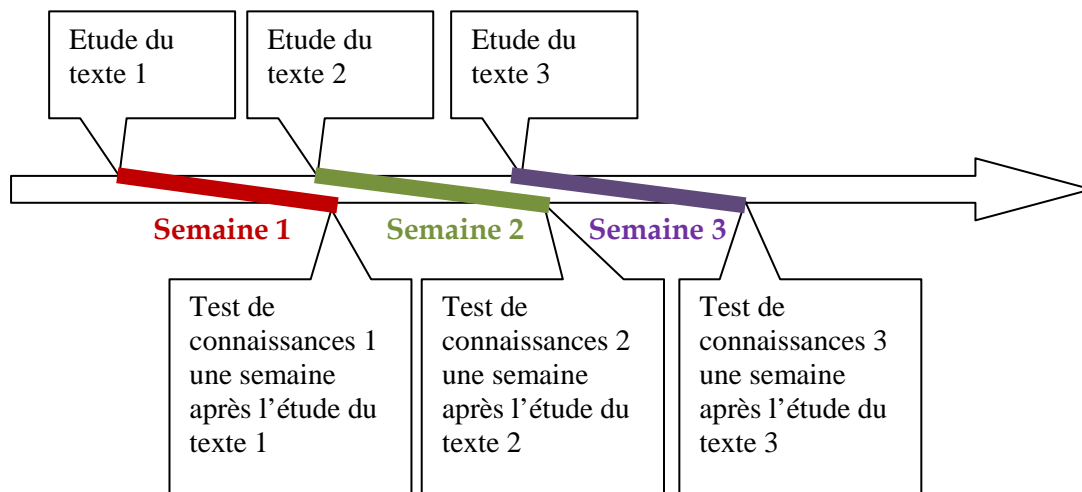 Etude du
texte 1
Etude du
texte 2
Etude du
texte 3
Semaine 1
Semaine 2
Semaine 3
Test de
connaissances 1
une semaine
après l’étude du
texte 1
Test de
connaissances 2
une semaine
après l’étude du
texte 2
Test de
connaissances 3
une semaine
après l’étude du
texte 3